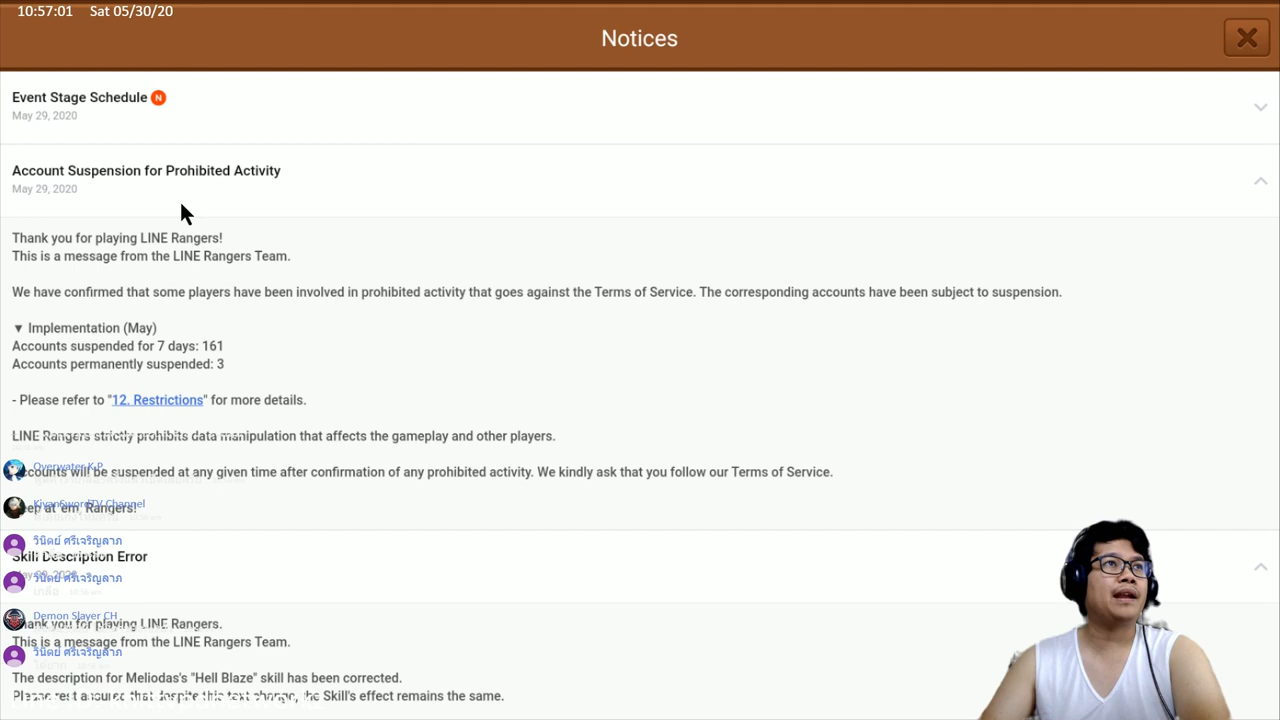 10:57:01 Sat 05/30/20
Notices
Event Stage Schedule N
May 29, 2020
Account Suspension for Prohibited Activity
May 29, 2020
Thank you for playing LINE Rangers!
This is a message from the LINE Rangers Team.
We have confirmed that some players have been involved in prohibited activity that goes against the Terms of Service. The corresponding accounts have been subject to suspension.
▼ Implementation (May)
Accounts suspended for 7 days: 161
Accounts permanently suspended: 3
- Please refer to "12. Restrictions" for more details.
LINE Rangers strictly prohibits data manipulation that affects the gameplay and other players.
Overwater K.P.
Accounts will be suspended at any given time after confirmation of any prohibited activity. We kindly ask that you follow our Terms of Service.
KivanSwordTV Channel
at 'em, Rangers!
วินิตย์ ศรีเจริญลาภ
Skill Description Error
วินิตย์ ศรีเจริญลาภ
Demon Slayer CH
Thank you for playing LINE Rangers.
This is a message from the LINE Rangers Team.
วินิตย์ ศรีเจริญลาภ
The description for Meliodas's "Hell Blaze" skill has been corrected.
Please rest assured that despite this text change, the Skill's effect remains the same.